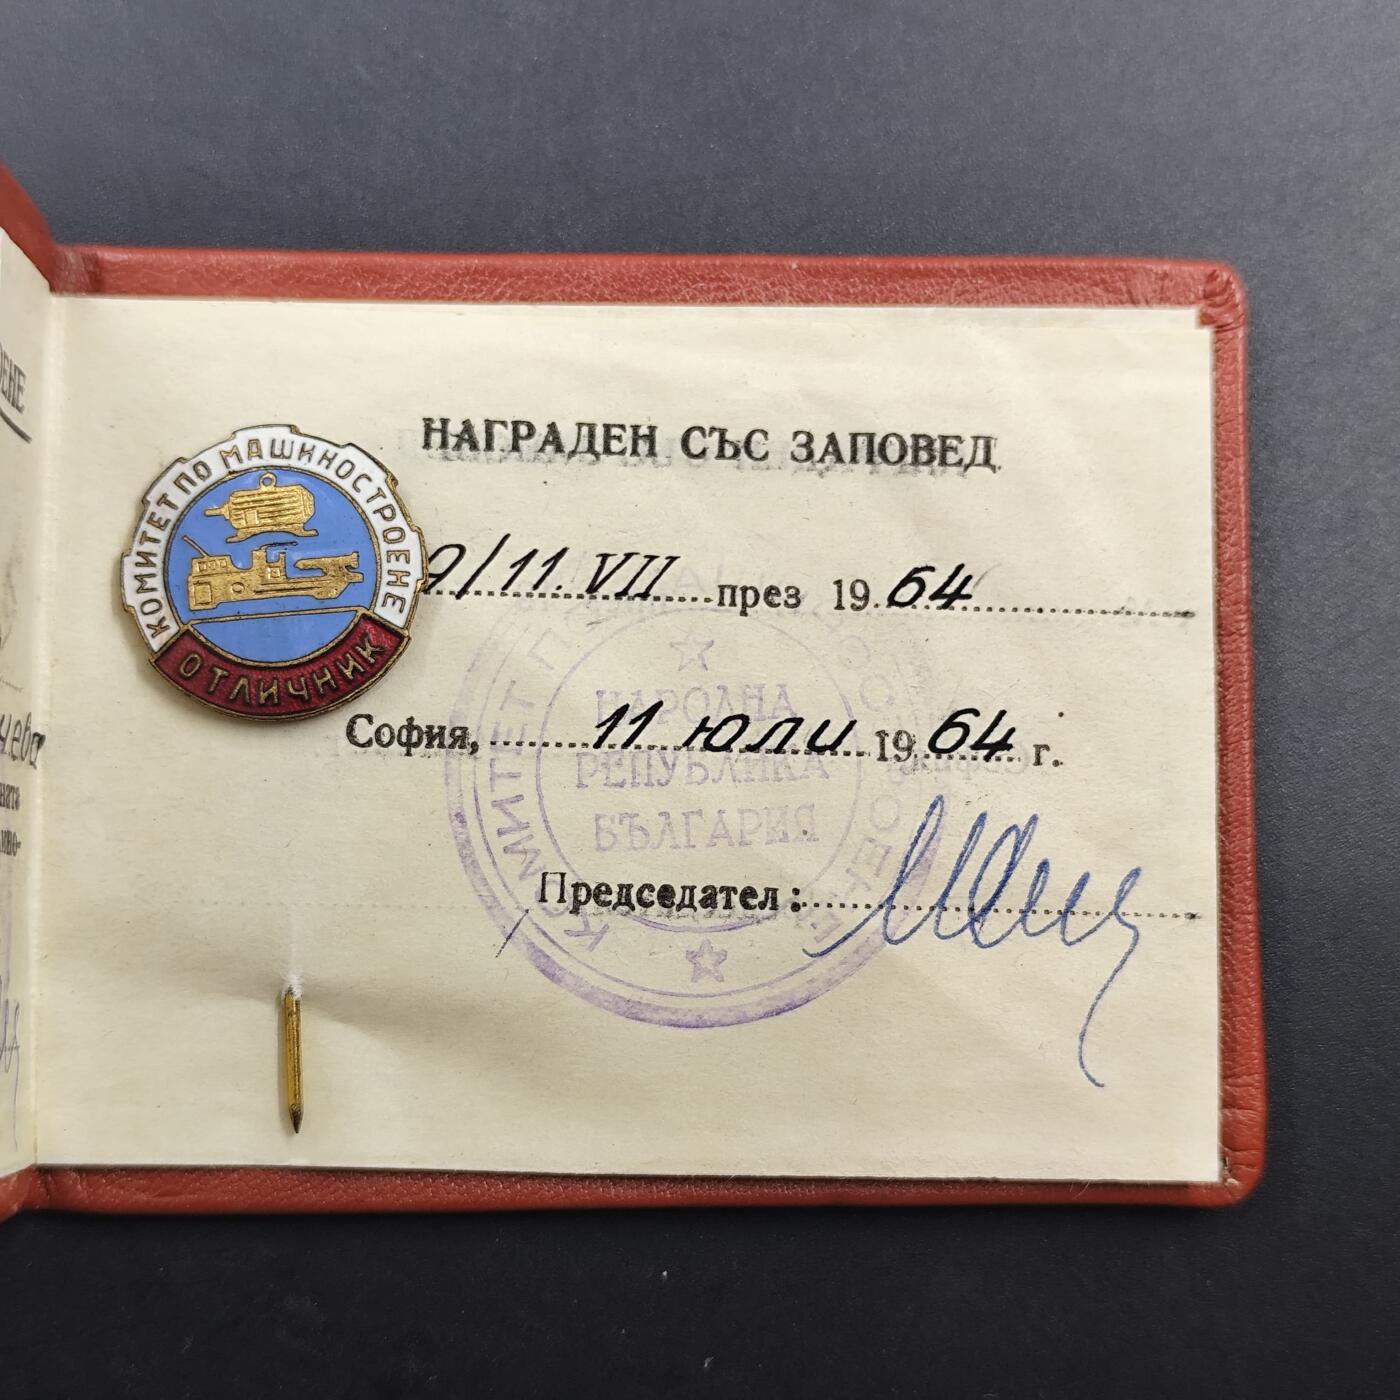 КОМИТЕТ ПО МАШИНОСТРОЕНЕ
ОТЛИЧНИК
НАГРАДЕН СЪС ЗАПОВЕД
9/11. VII през 19 64
София, 11 юли 19 64 г.
НАРОДНА
РЕПУБЛИКА
БЪЛГАРИЯ
Председател: